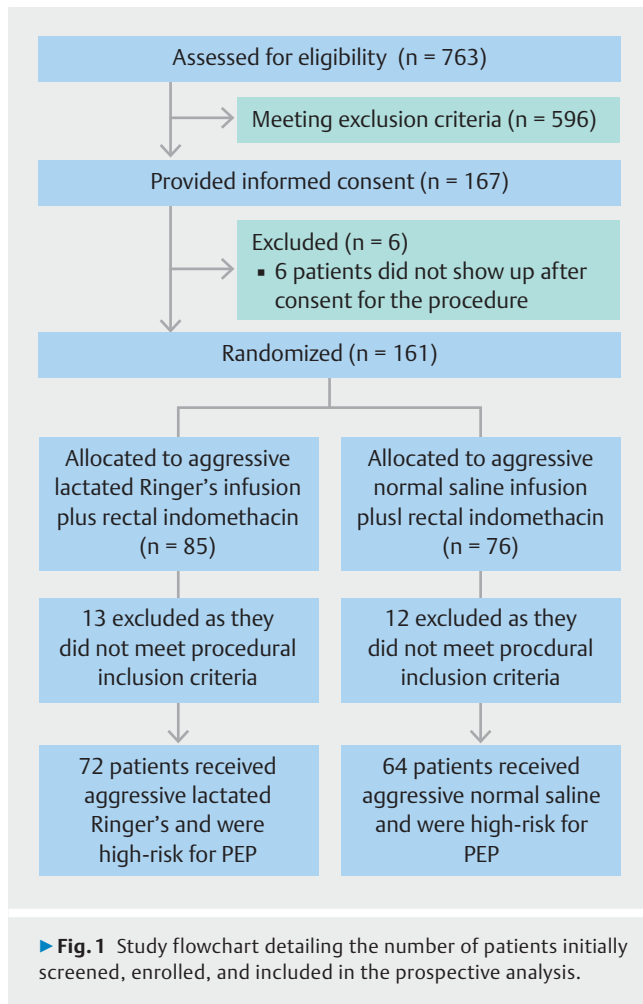 Assessed for eligibility (n = 763)
Meeting exclusion criteria (n = 596)
Provided informed consent (n = 167)
Excluded (n = 6)
▪ 6 patients did not show up after
consent for the procedure
Randomized (n = 161)
Allocated to aggressive
lactated Ringer’s infusion
plus rectal indomethacin
(n = 85)
Allocated to aggressive
normal saline infusion
plusl rectal indomethacin
(n = 76)
13 excluded as they
did not meet procedural
inclusion criteria
12 excluded as they
did not meet procdural
inclusion criteria
72 patients received
aggressive lactated
Ringer’s and were
high-risk for PEP
64 patients received
aggressive normal saline
and were high-risk for
PEP
▶ Fig. 1 Study flowchart detailing the number of patients initially
screened, enrolled, and included in the prospective analysis.